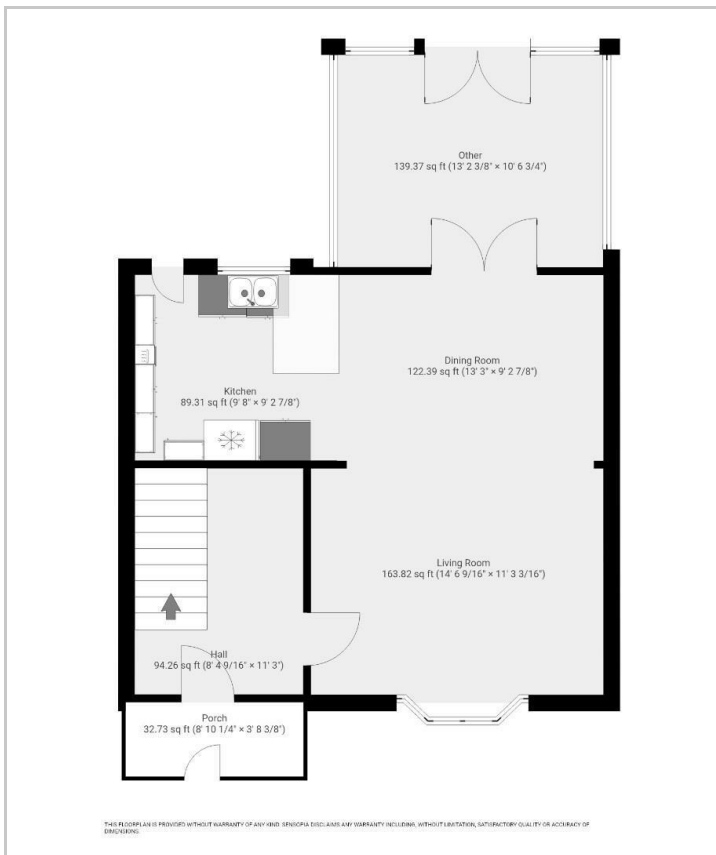 Other
139.37 sq ft (13' 2 3/8" × 10' 6 3/4")
Dining Room
122.39 sq ft (13' 3" × 9' 2 7/8")
Kitchen
89.31 sq ft (9' 8" × 9' 2 7/8")
Living Room
163.82 sq ft (14' 6 9/16" × 11' 3 3/16")
Hall
94.26 sq ft (8' 4 9/16" × 11' 3")
Porch
32.73 sq ft (8' 10 1/4" × 3' 8 3/8")
THIS FLOORPLAN IS PROVIDED WITHOUT WARRANTY OF ANY KIND. SENSOPIA DISCLAIMS ANY WARRANTY INCLUDING, WITHOUT LIMITATION, SATISFACTORY QUALITY OR ACCURACY OF
DIMENSIONS.